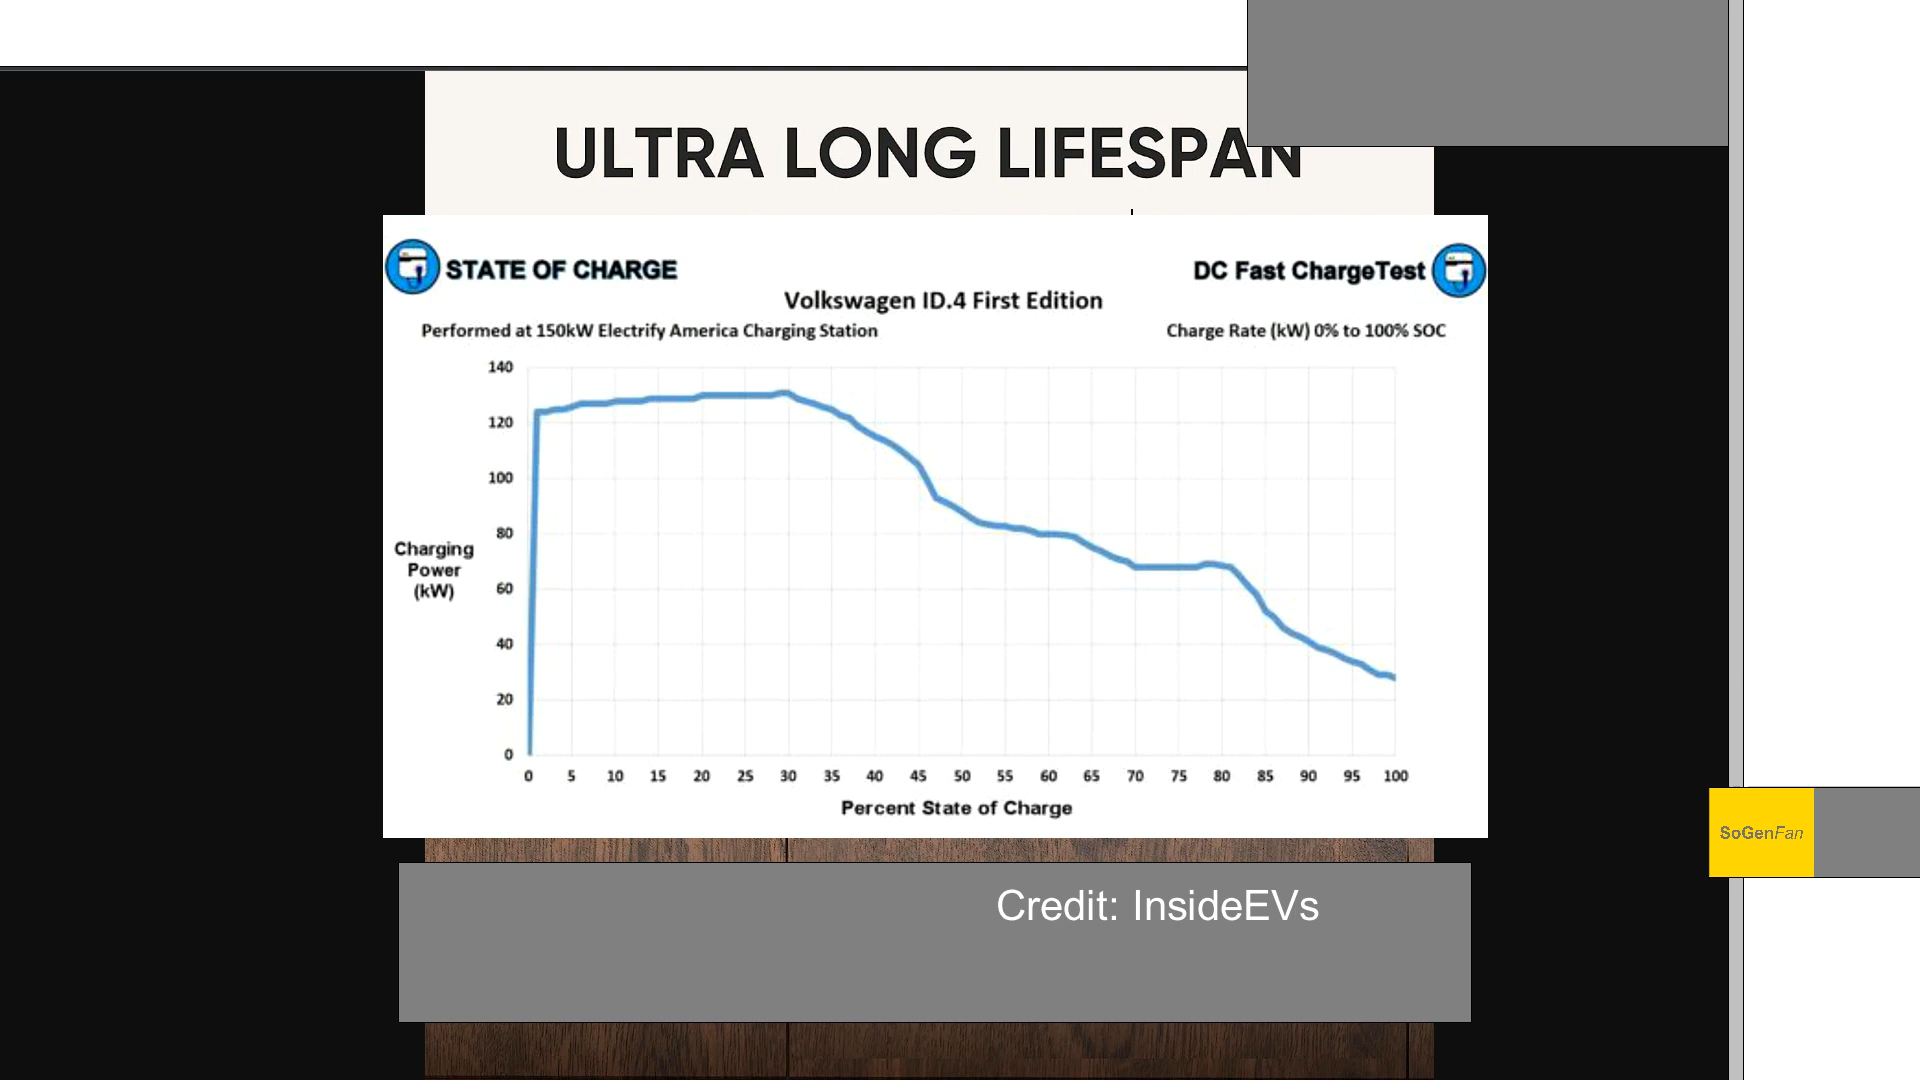 ULTRA LONG LIFESPAN
STATE OF CHARGE
DC Fast ChargeTest
Volkswagen ID.4 First Edition
Performed at 150kW Electrify America Charging Station
Charge Rate (kW) 0% to 100% SOC
140
120
100
80
60
40
20
0
Charging
Power
(kW)
0 5 10 15 20 25 30 35 40 45 50 55 60 65 70 75 80 85 90 95 100
Percent State of Charge
SoGenFan
Credit: InsideEVs